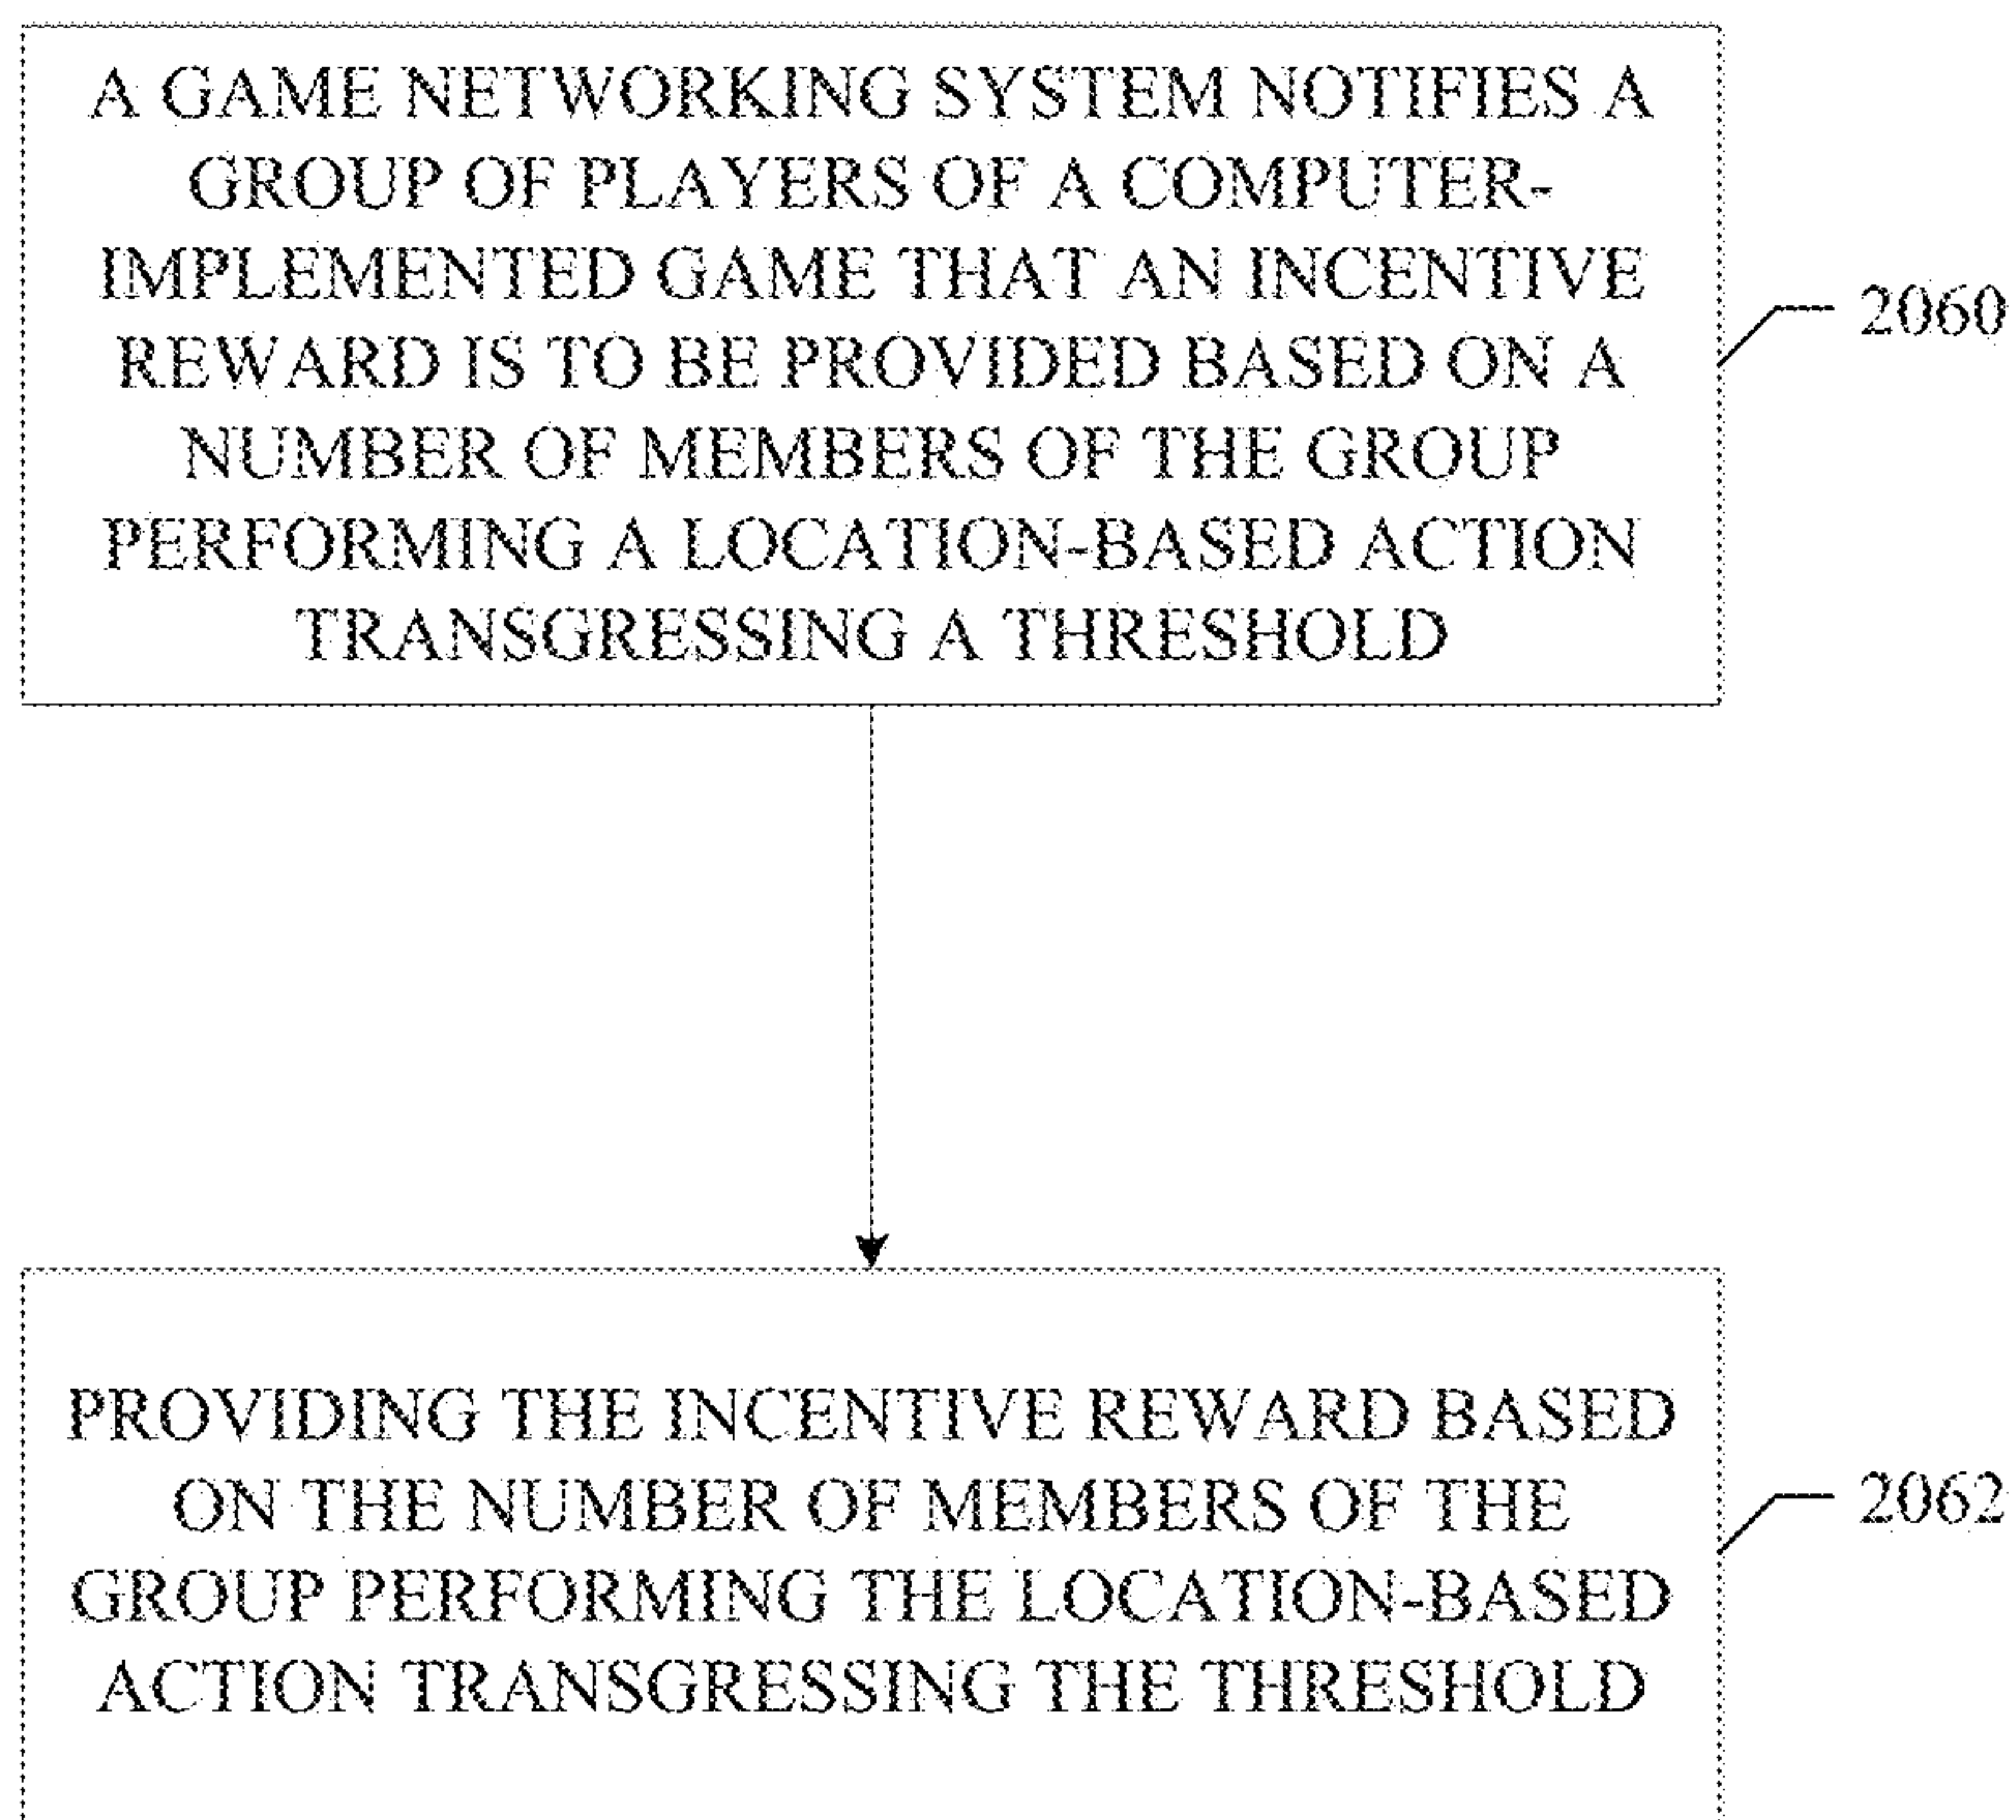 A GAME NETWORKING SYSTEM NOTIFIES A
GROUP OF PLAYERS OF A COMPUTER-
IMPLEMENTED GAME THAT AN INCENTIVE
REWARD IS TO BE PROVIDED BASED ON A
NUMBER OF MEMBERS OF THE GROUP
PERFORMING A LOCATION-BASED ACTION
TRANSGRESSING A THRESHOLD
2060
PROVIDING THE INCENTIVE REWARD BASED
ON THE NUMBER OF MEMBERS OF THE
GROUP PERFORMING THE LOCATION-BASED
ACTION TRANSGRESSING THE THRESHOLD
2062